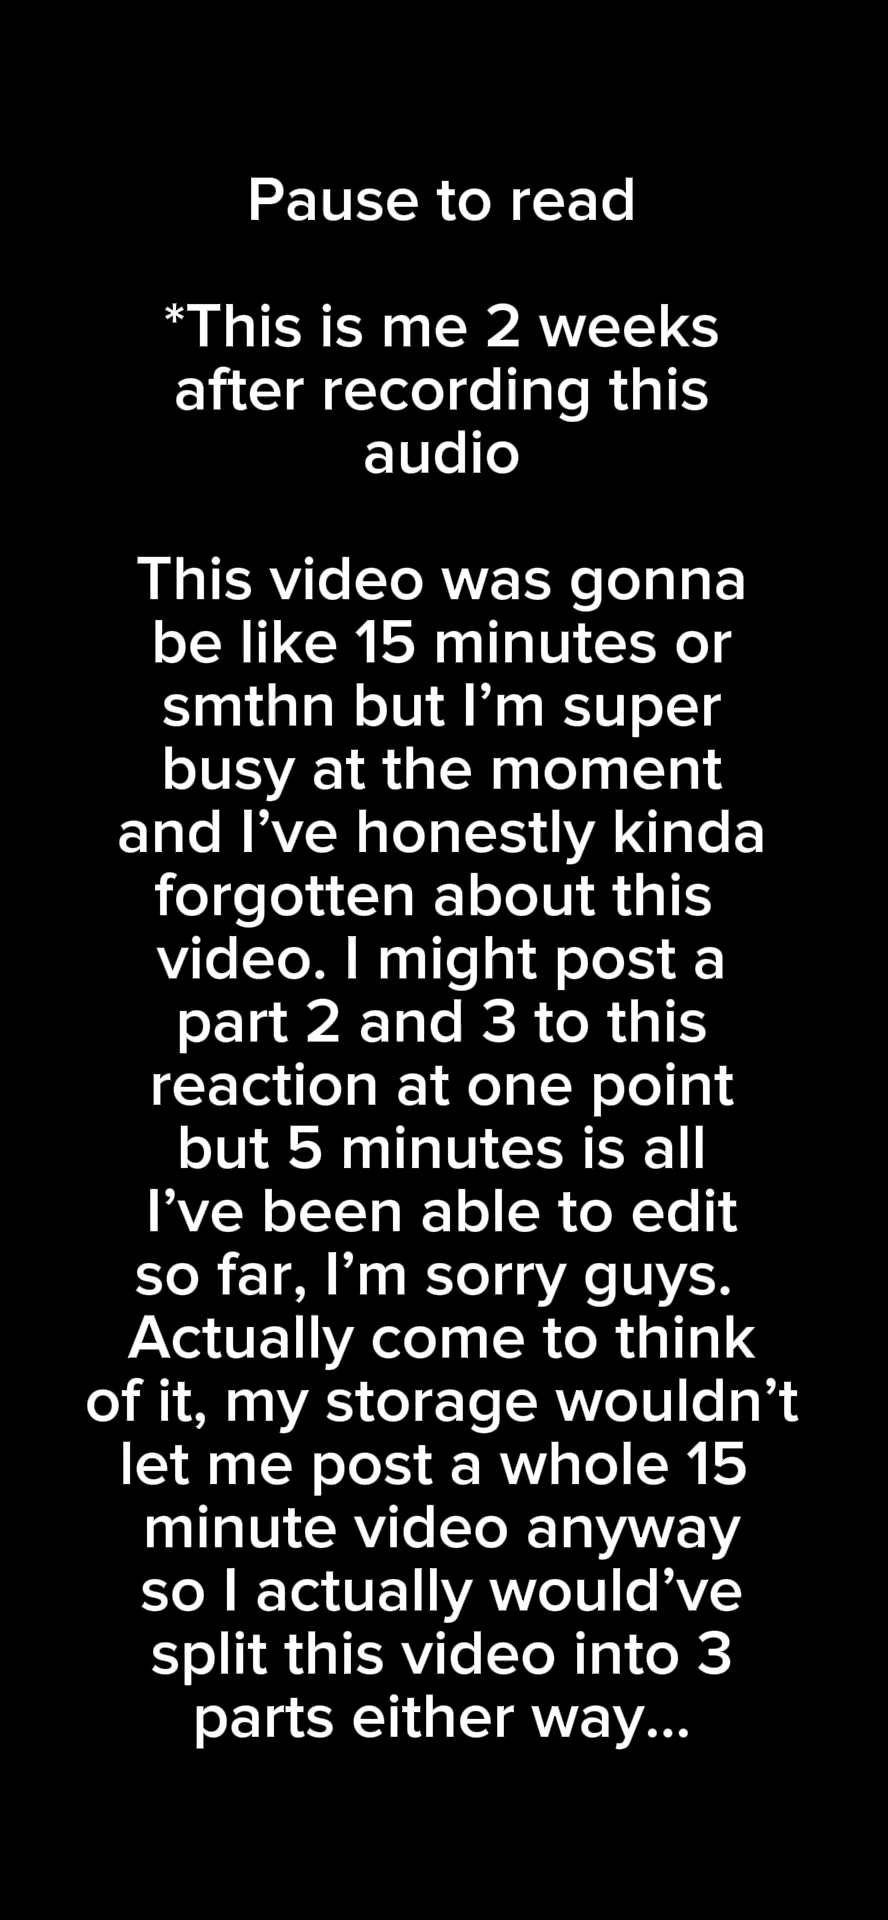 Pause to read
*This is me 2 weeks
after recording this
audio
This video was gonna
be like 15 minutes or
smthn but I’m super
busy at the moment
and I’ve honestly kinda
forgotten about this
video. I might post a
part 2 and 3 to this
reaction at one point
but 5 minutes is all
I’ve been able to edit
so far, I’m sorry guys.
Actually come to think
of it, my storage wouldn’t
let me post a whole 15
minute video anyway
so I actually would’ve
split this video into 3
parts either way...